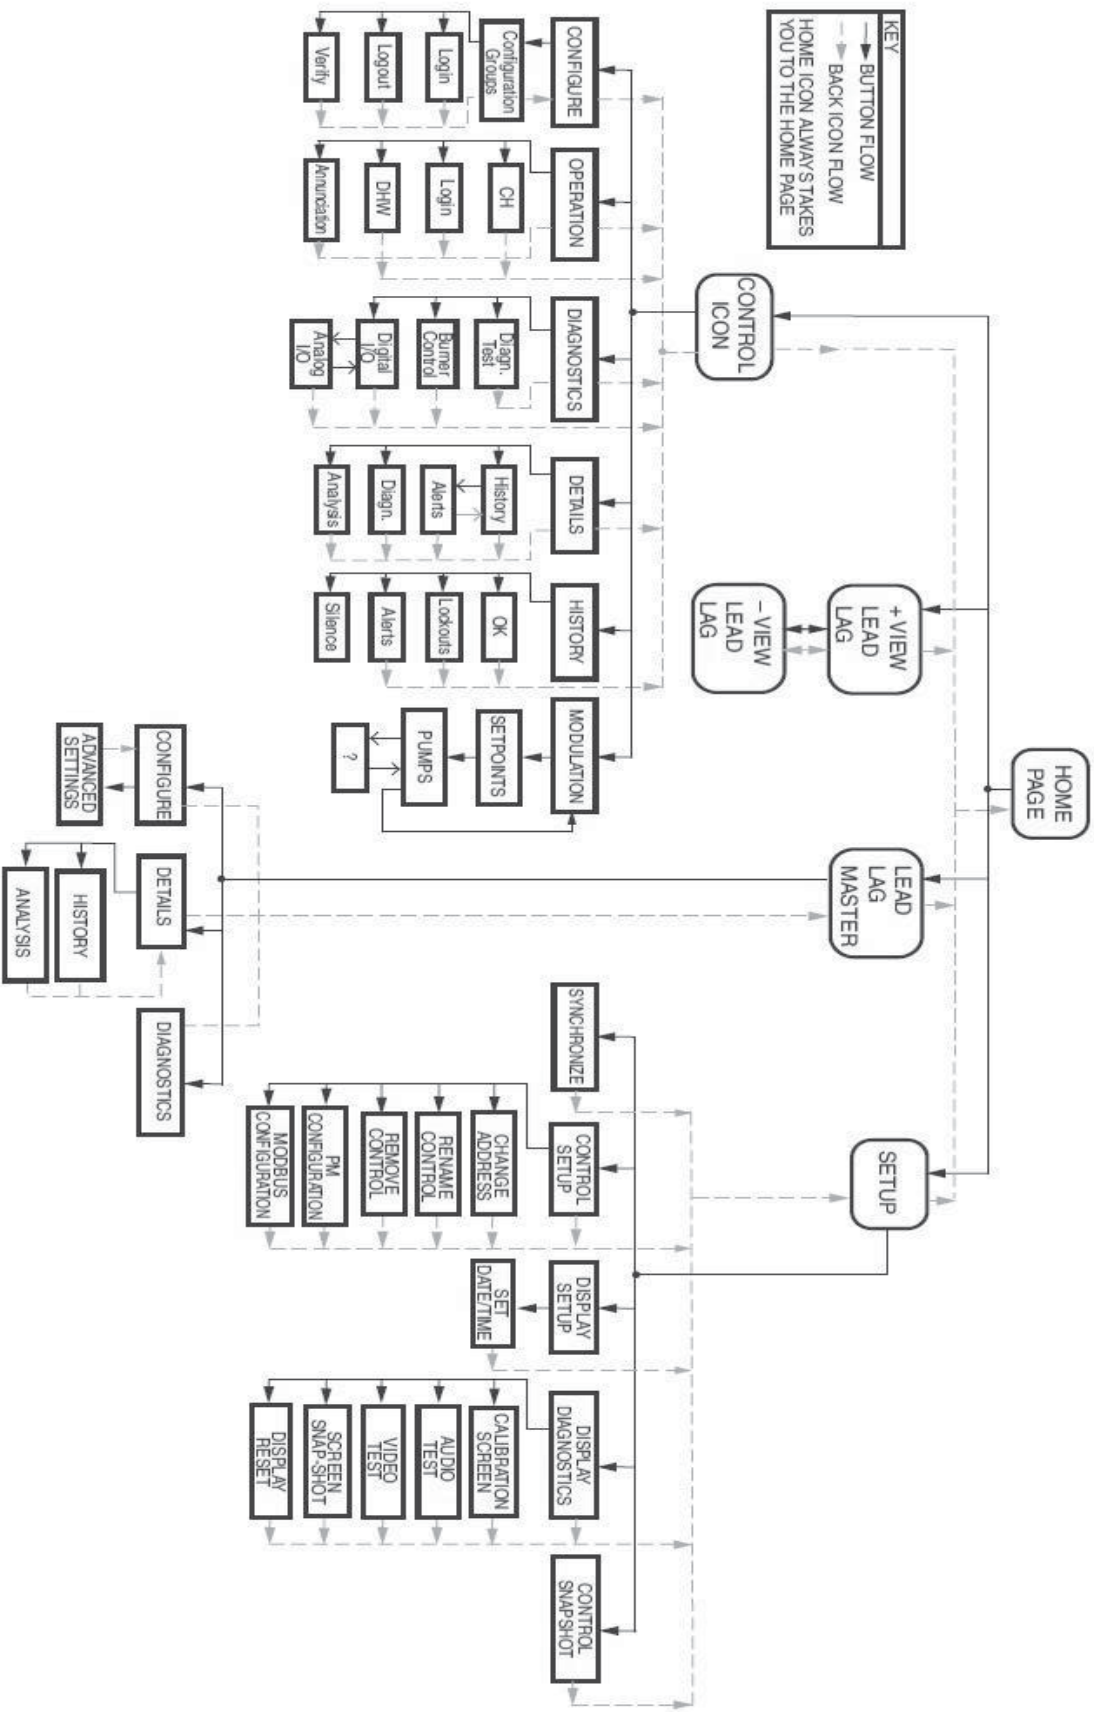 KEY
BUTTON FLOW
BACK ICON FLOW
HOME ICON ALWAYS TAKES
YOU TO THE HOME PAGE
HOME
PAGE
CONTROL
ICON
+ VIEW
LEAD
LAG
– VIEW
LEAD
LAG
LEAD
LAG
MASTER
SETUP
CONFIGURE
Configuration
Groups
Login
Logout
Verify
OPERATION
CH
Login
DHW
Annunciation
DIAGNOSTICS
Diagn.
Test
Burner
Control
Digital
I/O
Analog
I/O
DETAILS
History
Alerts
Diagn.
Analysis
HISTORY
OK
Lockouts
Alerts
Silence
MODULATION
SETPOINTS
PUMPS
?
CONFIGURE
ADVANCED
SETTINGS
DETAILS
HISTORY
ANALYSIS
DIAGNOSTICS
SYNCHRONIZE
CONTROL
SETUP
CHANGE
ADDRESS
RENAME
CONTROL
REMOVE
CONTROL
PM
CONFIGURATION
MODBUS
CONFIGURATION
DISPLAY
SETUP
SET
DATE/TIME
DISPLAY
DIAGNOSTICS
CALIBRATION
SCREEN
AUDIO
TEST
VIDEO
TEST
SCREEN
SNAP-SHOT
DISPLAY
RESET
CONTROL
SNAPSHOT